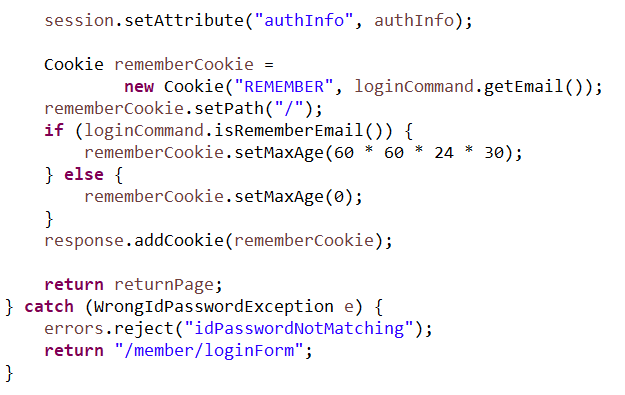 session.setAttribute("authInfo", authInfo);
Cookie rememberCookie =
new Cookie("REMEMBER", loginCommand.getEmail());
rememberCookie.setPath("/");
if (loginCommand.isRememberEmail()) {
rememberCookie.setMaxAge(60 * 60 * 24 * 30);
} else {
rememberCookie.setMaxAge(0);
}
response.addCookie(rememberCookie);
return returnPage;
} catch (WrongIdPasswordException e) {
errors.reject("idPasswordNotMatching");
return "/member/loginForm";
}